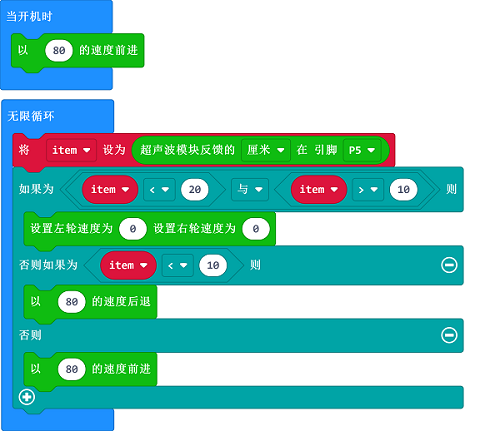 当开机时
以 80 的速度前进
无限循环
将 item 设为 超声波模块反馈的 厘米 在 引脚 P5
如果为 item < 20 与 item > 10 则
设置左轮速度为 0 设置右轮速度为 0
否则如果为 item < 10 则
以 80 的速度后退
否则
以 80 的速度前进